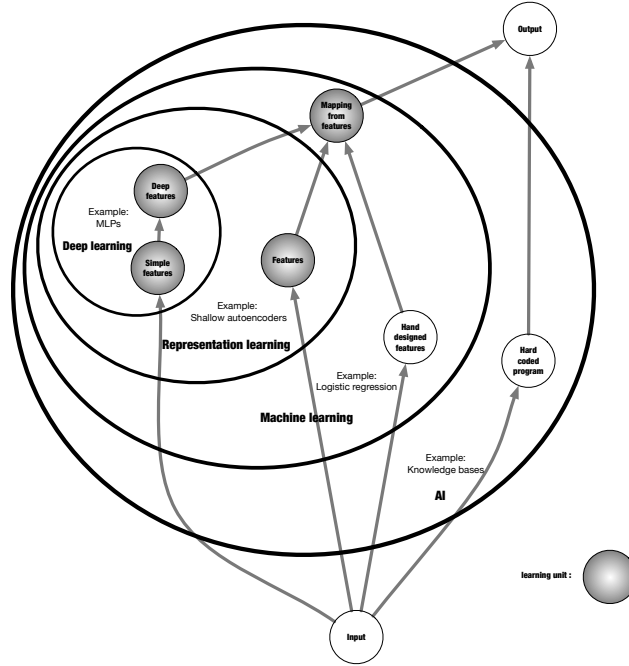 Output
Mapping
from
features
Deep
features
Example:
MLPs
Deep learning
Simple
features
Features
Example:
Shallow autoencoders
Representation learning
Hand
designed
features
Hard
coded
program
Example:
Logistic regression
Machine learning
Example:
Knowledge bases
AI
learning unit :
Input